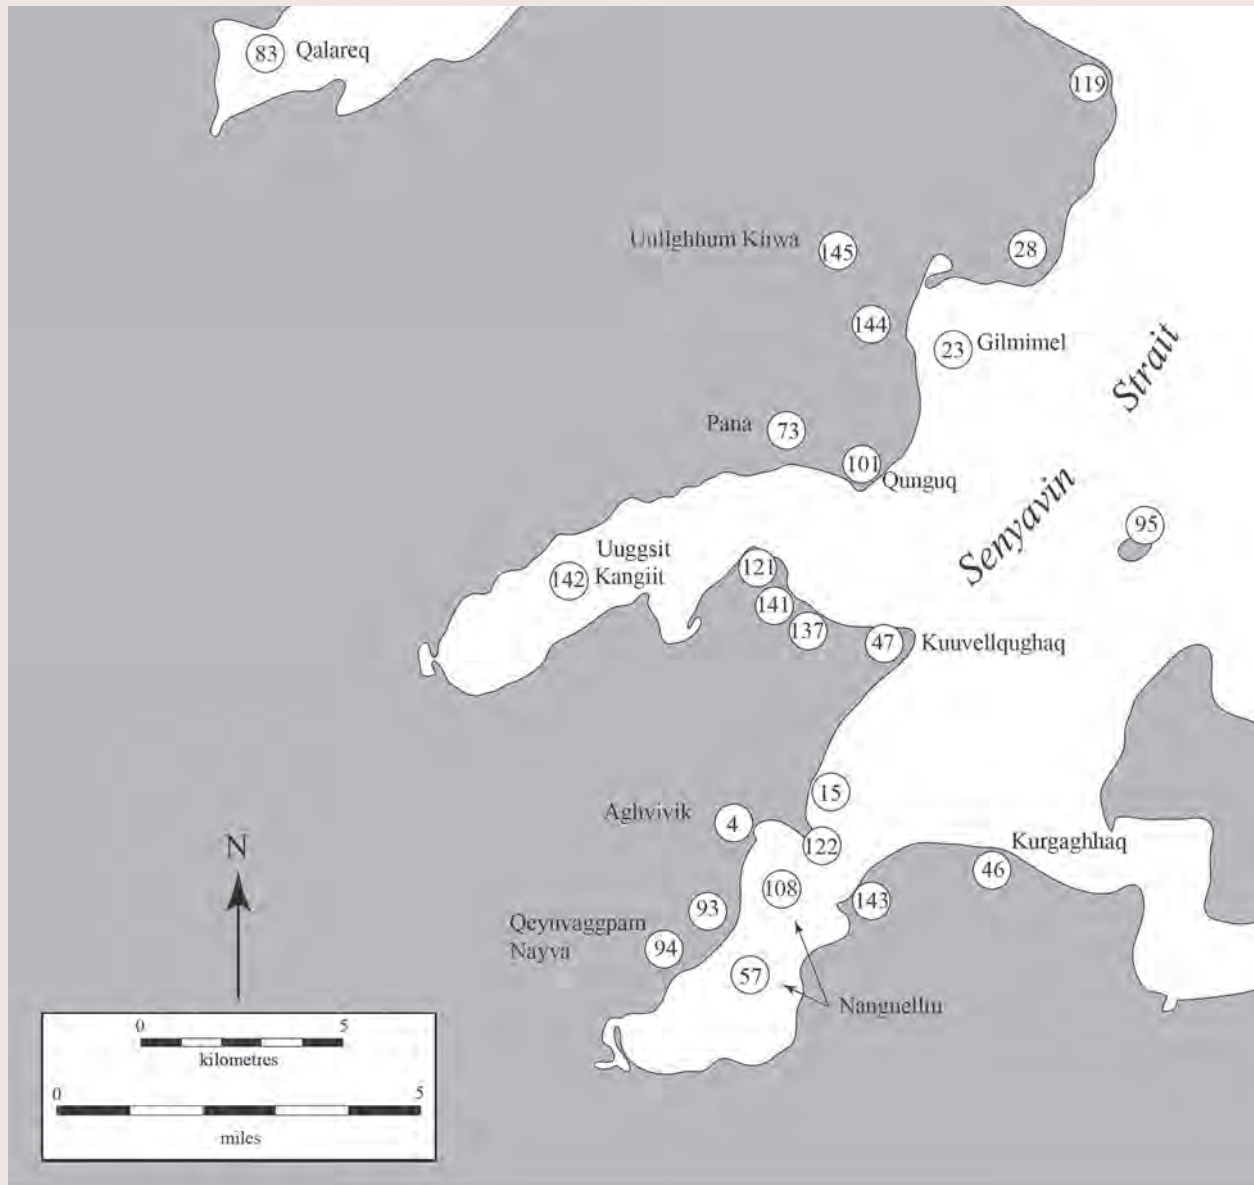 83 Qalareq
119
Uullghhum Kiiwa
145
28
144
23 Gilmimel
Strait
Pana 73
101
Qunguq
Senyavin
95
Uuggsit
142 Kangiit
121
141
137
47 Kuuvellqughaq
15
Aghvivik 4
122
Kurgaghhaq
46
108
143
93
Qeyuvaggpam
Nayva
94
57
Nangnelliu
N
0 5
kilometres
0 5
miles